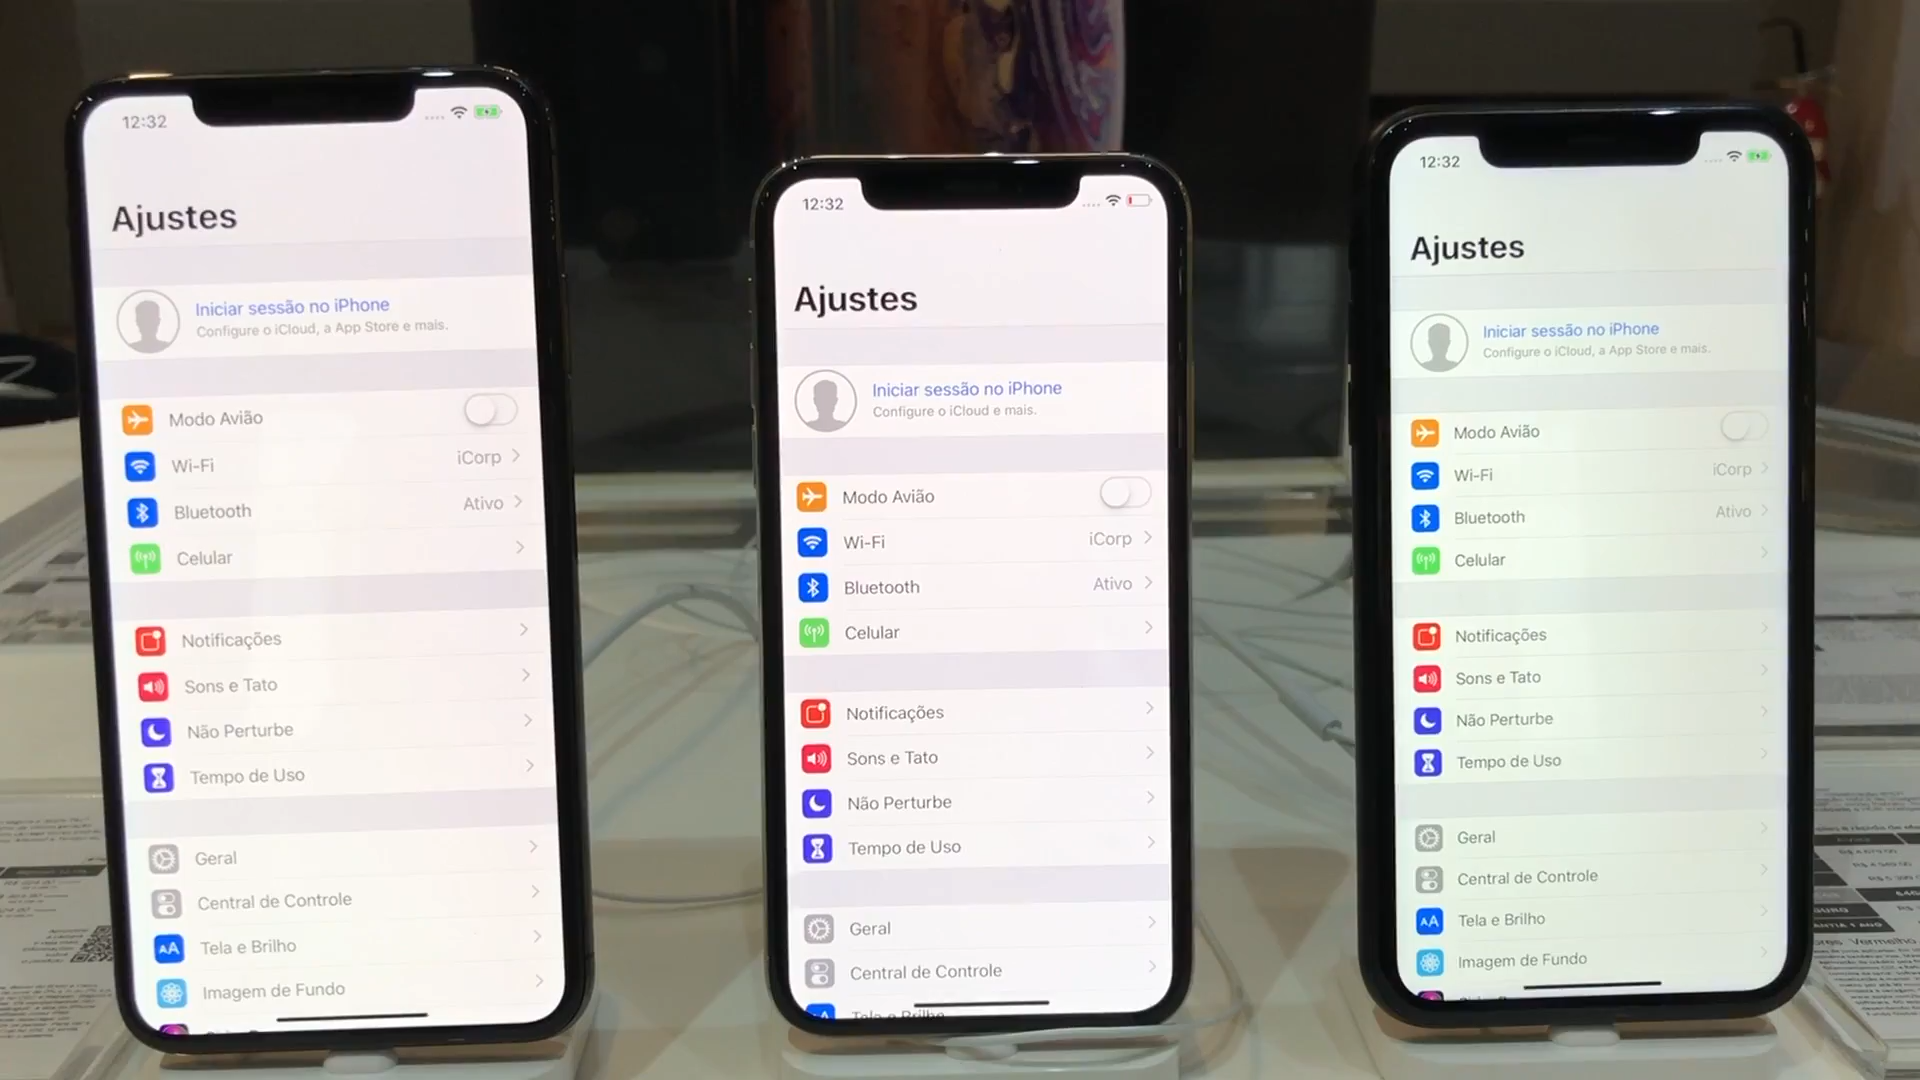 12:32
Ajustes
Iniciar sessão no iPhone
Configure o iCloud, a App Store e mais.
Modo Avião
Wi-Fi iCorp
Bluetooth Ativo
Celular
Notificações
Sons e Tato
Não Perturbe
Tempo de Uso
Geral
Central de Controle
AA Tela e Brilho
Imagem de Fundo
12:32
Ajustes
Iniciar sessão no iPhone
Configure o iCloud e mais.
Modo Avião
Wi-Fi iCorp
Bluetooth Ativo
Celular
Notificações
Sons e Tato
Não Perturbe
Tempo de Uso
Geral
Central de Controle
Tela e Brilho
12:32
Ajustes
Iniciar sessão no iPhone
Configure o iCloud, a App Store e mais.
Modo Avião
Wi-Fi iCorp
Bluetooth Ativo
Celular
Notificações
Sons e Tato
Não Perturbe
Tempo de Uso
Geral
Central de Controle
AA Tela e Brilho
Imagem de Fundo